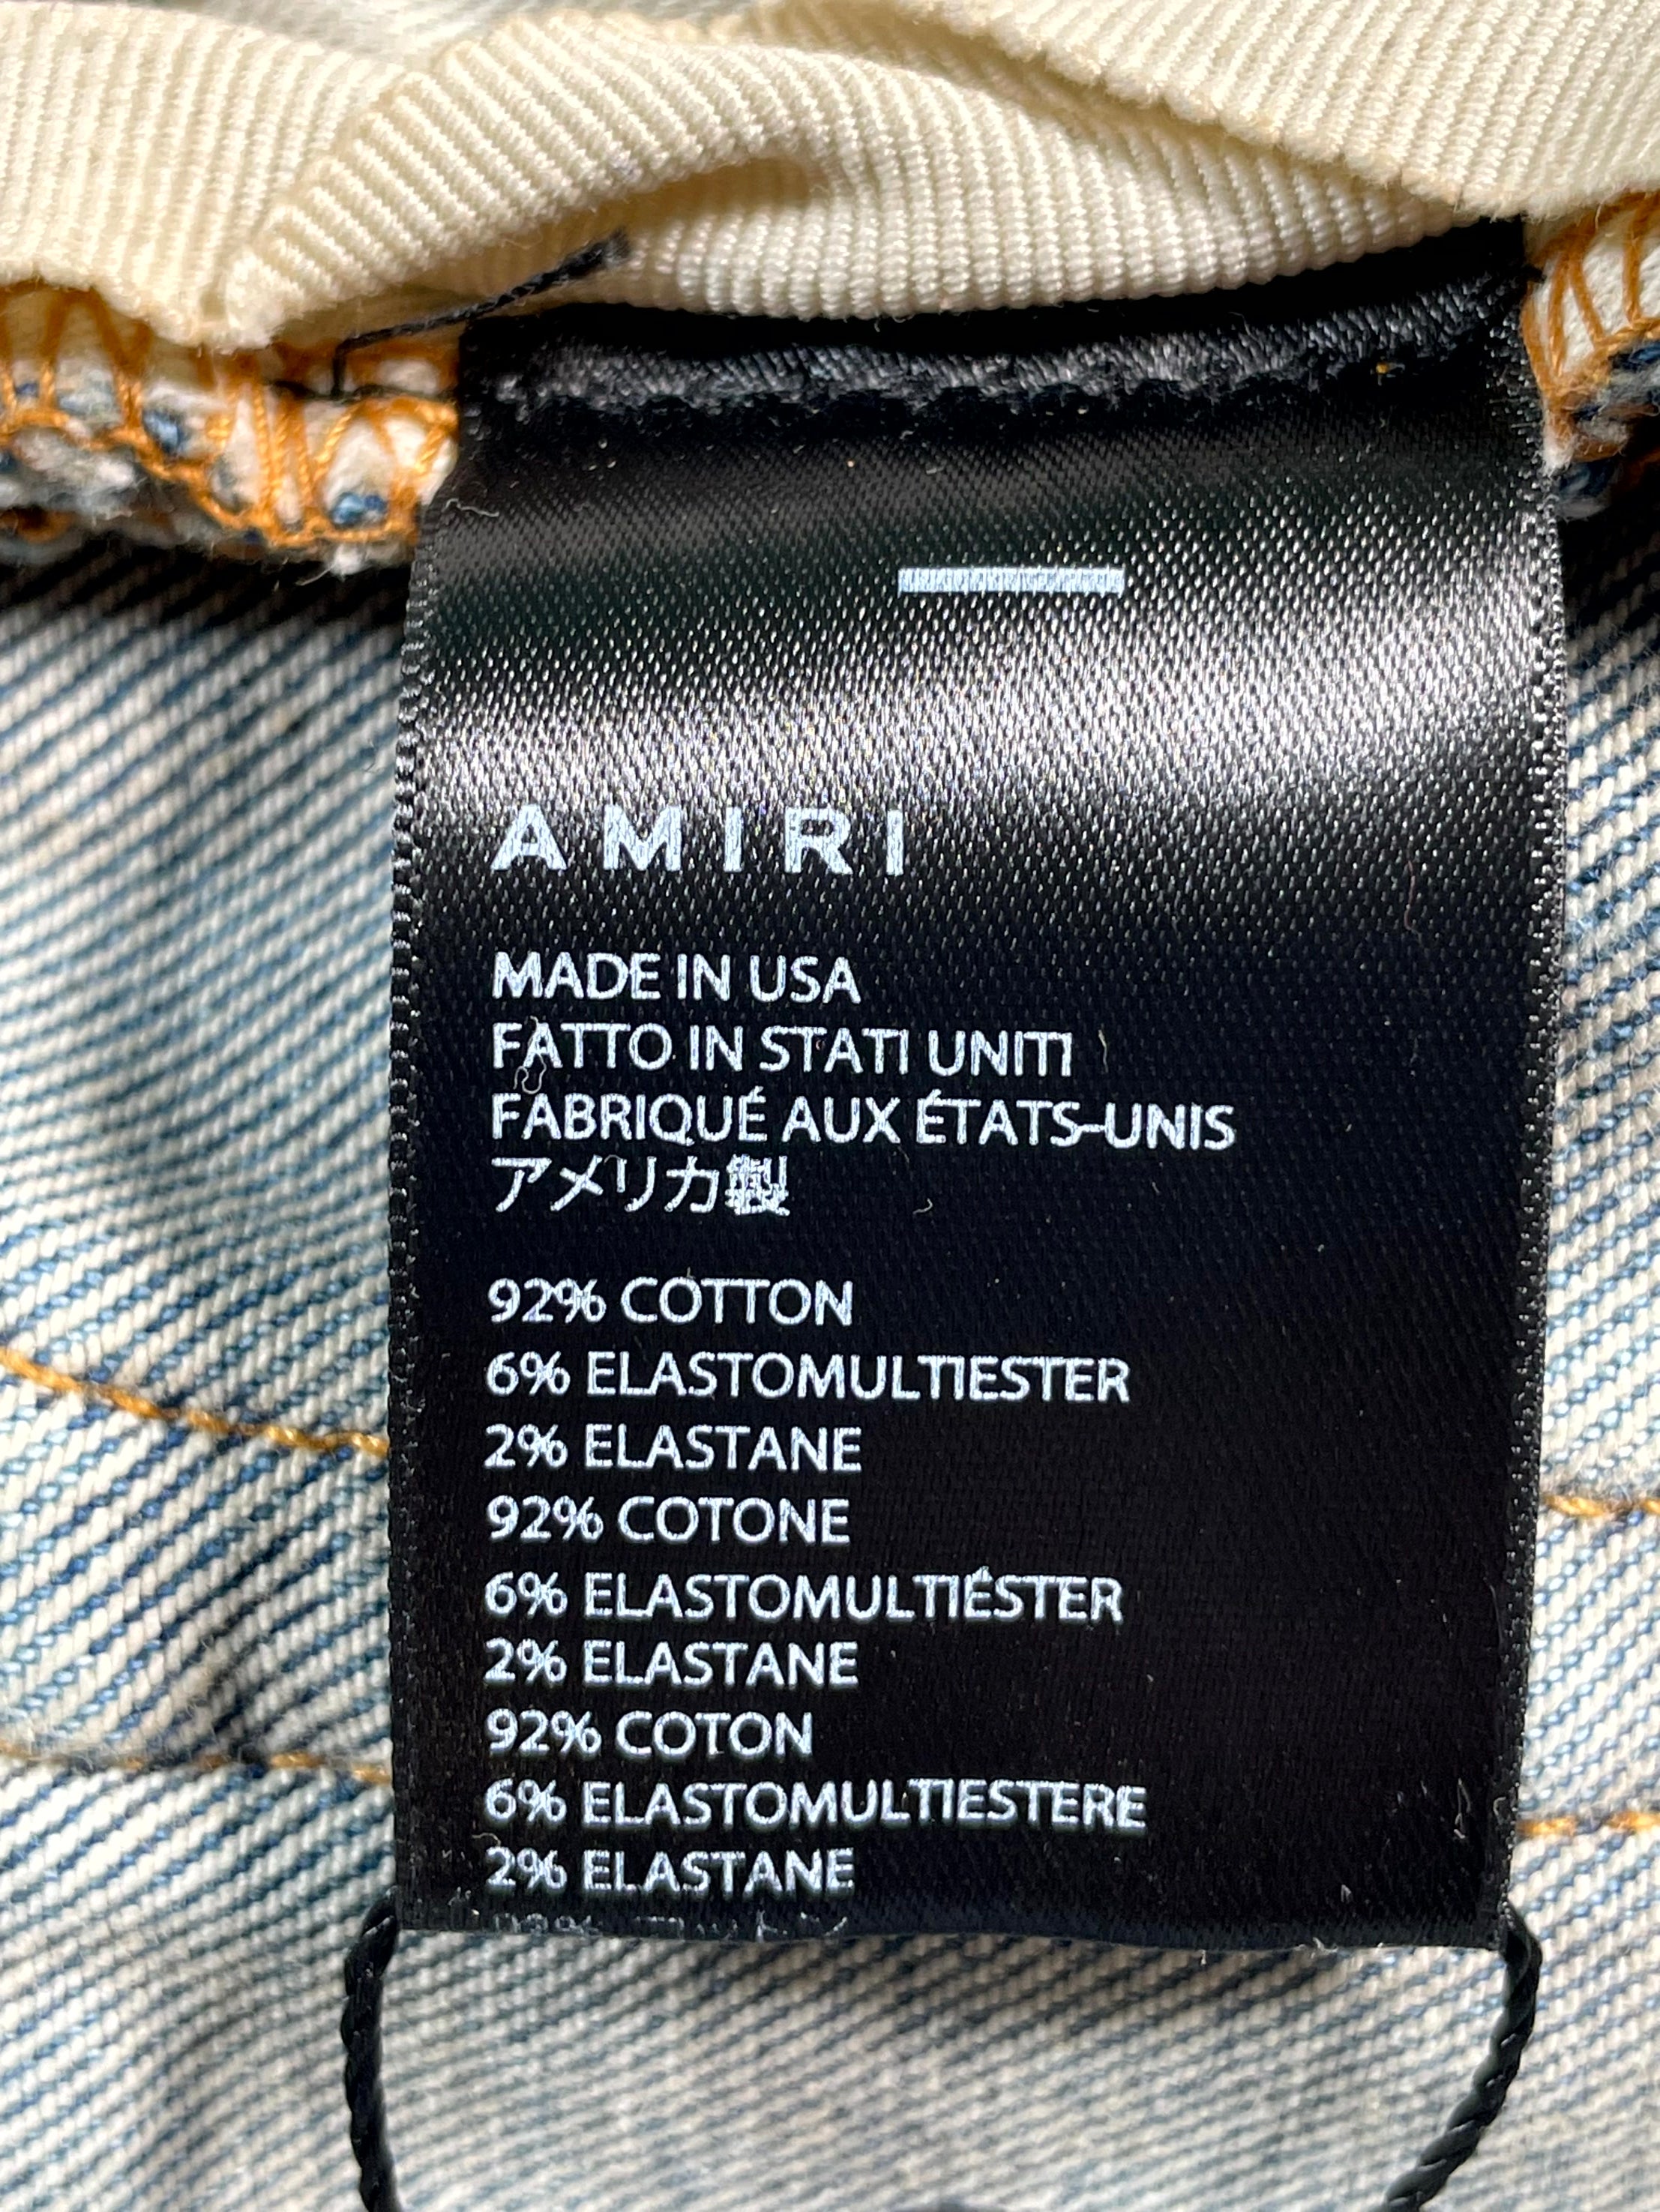 AMIRI
MADE IN USA
FATTO IN STATI UNITI
FABRIQUÉ AUX ÉTATS-UNIS
アメリカ製
92% COTTON
6% ELASTOMULTIESTER
2% ELASTANE
92% COTONE
6% ELASTOMULTIÉSTER
2% ELASTANE
92% COTON
6% ELASTOMULTIESTERE
2% ELASTANE